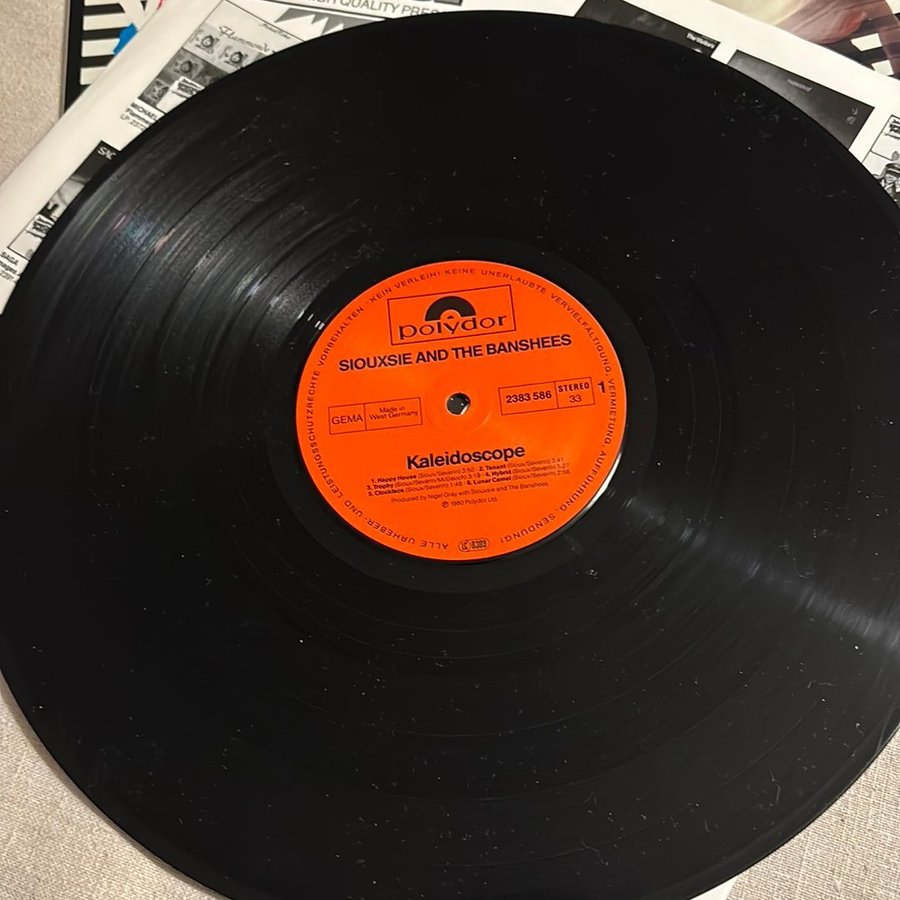 HIGH QUALITY
ALLE URHEBER- UND LEISTUNGSSCHUTZRECHTE VORBEHALTEN · KEIN VERLEIH! KEINE UNERLAUBTE VERVIELFÄLTIGUNG, VERMIETUNG, AUFFÜHRUNG, SENDUNG!
polydor
SIOUXSIE AND THE BANSHEES
GEMA
Made in
West Germany
2383 586
STEREO
33
1
Kaleidoscope
1. Happy House (Sioux/Severin) 3:50 · 2. Tenant (Sioux/Severin) 3:41
3. Trophy (Sioux/Severin/McGeoch) 3:19 · 4. Hybrid (Sioux/Severin) 5:27
5. Clockface (Sioux/Severin) 1:48 · 6. Lunar Camel (Sioux/Severin) 2:58
Produced by Nigel Gray with Siouxsie and The Banshees.
Ⓟ 1980 Polydor Ltd.
LC 0309
SAGA